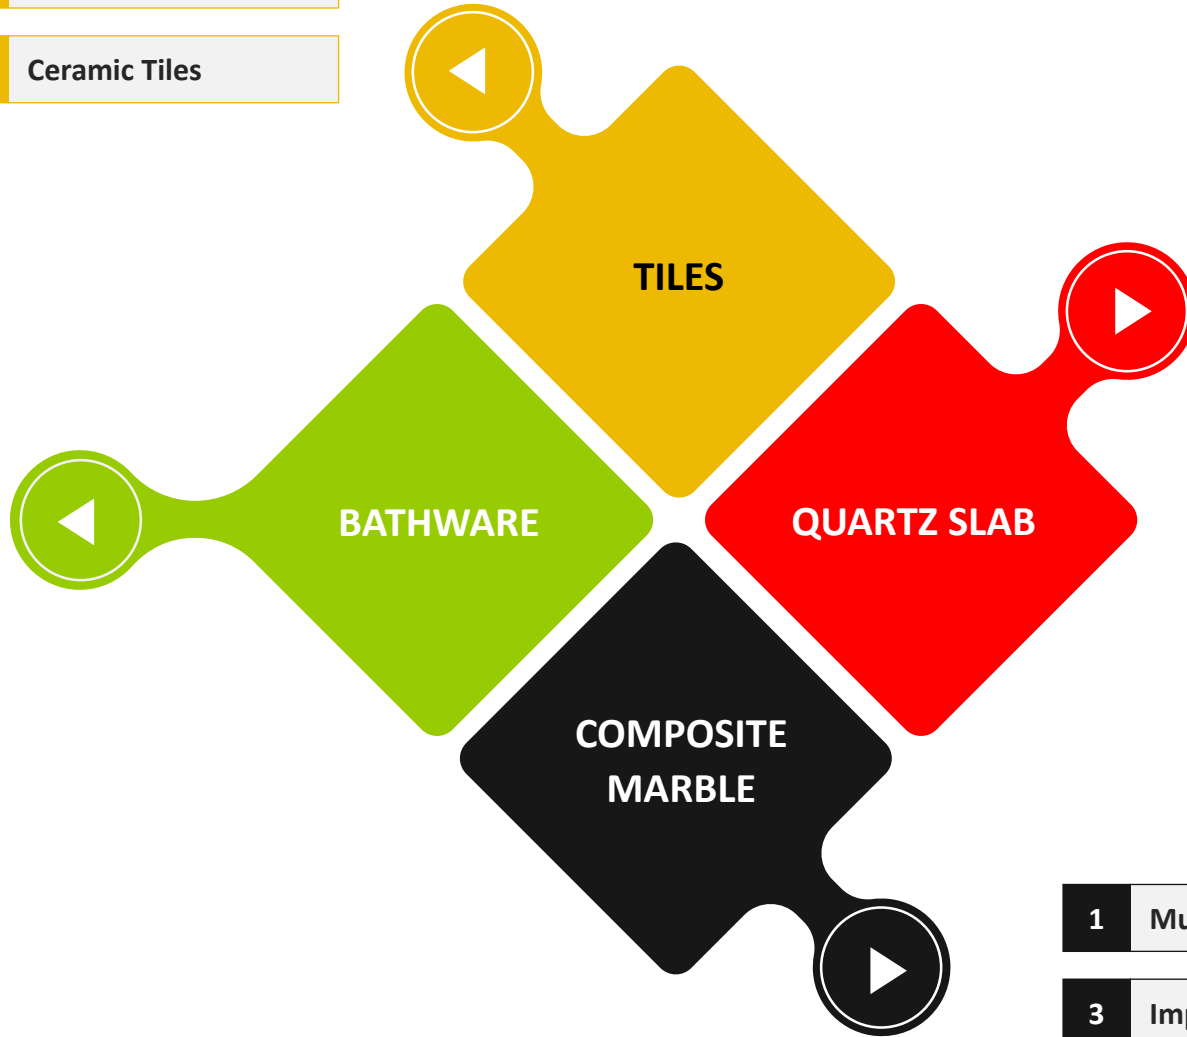 Ceramic Tiles
TILES
BATHWARE
QUARTZ SLAB
COMPOSITE
MARBLE
1
3